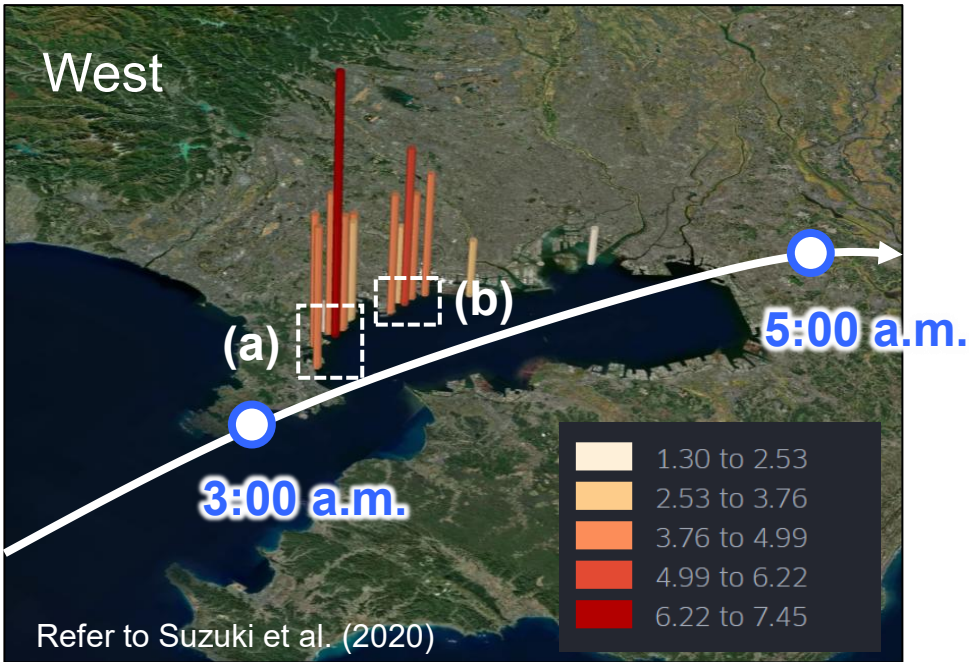 West
(a)
(b)
5:00 a.m.
3:00 a.m.
1.30 to 2.53
2.53 to 3.76
3.76 to 4.99
4.99 to 6.22
6.22 to 7.45
Refer to Suzuki et al. (2020)